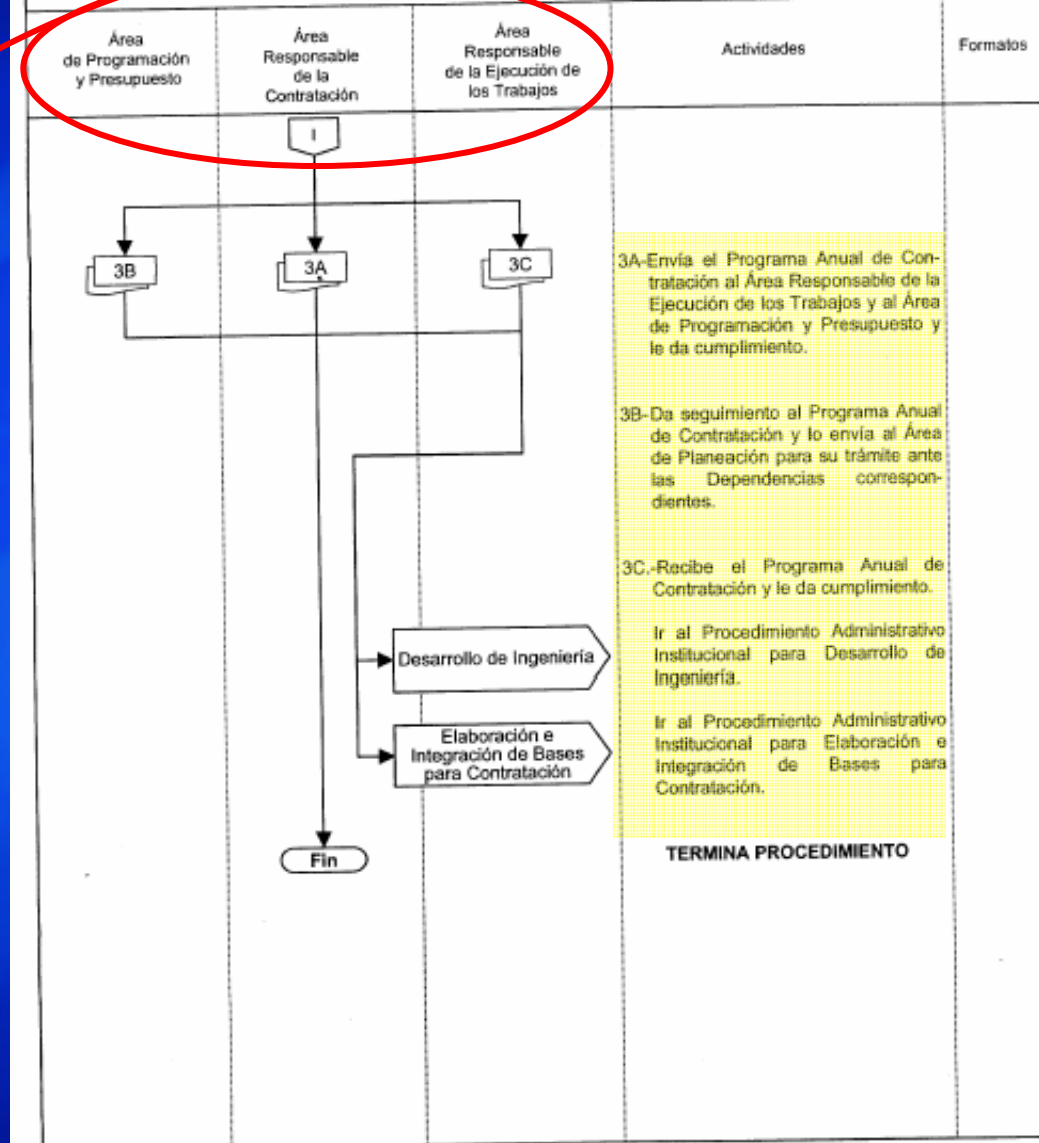 Área
de Programación
y Presupuesto
Área
Responsable
de la
Contratación
Área
Responsable
de la Ejecución de
los Trabajos
Actividades
Formatos
I
3B
3A
3C
3A-Envía el Programa Anual de Con-
tratación al Área Responsable de la
Ejecución de los Trabajos y al Área
de Programación y Presupuesto y
le da cumplimiento.
3B-Da seguimiento al Programa Anual
de Contratación y lo envía al Área
de Planeación para su trámite ante
las Dependencias correspon-
dientes.
3C.-Recibe el Programa Anual de
Contratación y le da cumplimiento.
Ir al Procedimiento Administrativo
Institucional para Desarrollo de
Ingeniería.
Ir al Procedimiento Administrativo
Institucional para Elaboración e
Integración de Bases para
Contratación.
Desarrollo de Ingeniería
Elaboración e
Integración de Bases
para Contratación
Fin
TERMINA PROCEDIMIENTO